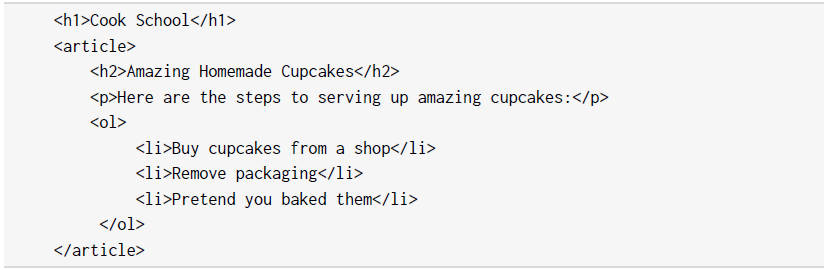 <h1>Cook School</h1>
<article>
<h2>Amazing Homemade Cupcakes</h2>
<p>Here are the steps to serving up amazing cupcakes:</p>
<ol>
<li>Buy cupcakes from a shop</li>
<li>Remove packaging</li>
<li>Pretend you baked them</li>
</ol>
</article>